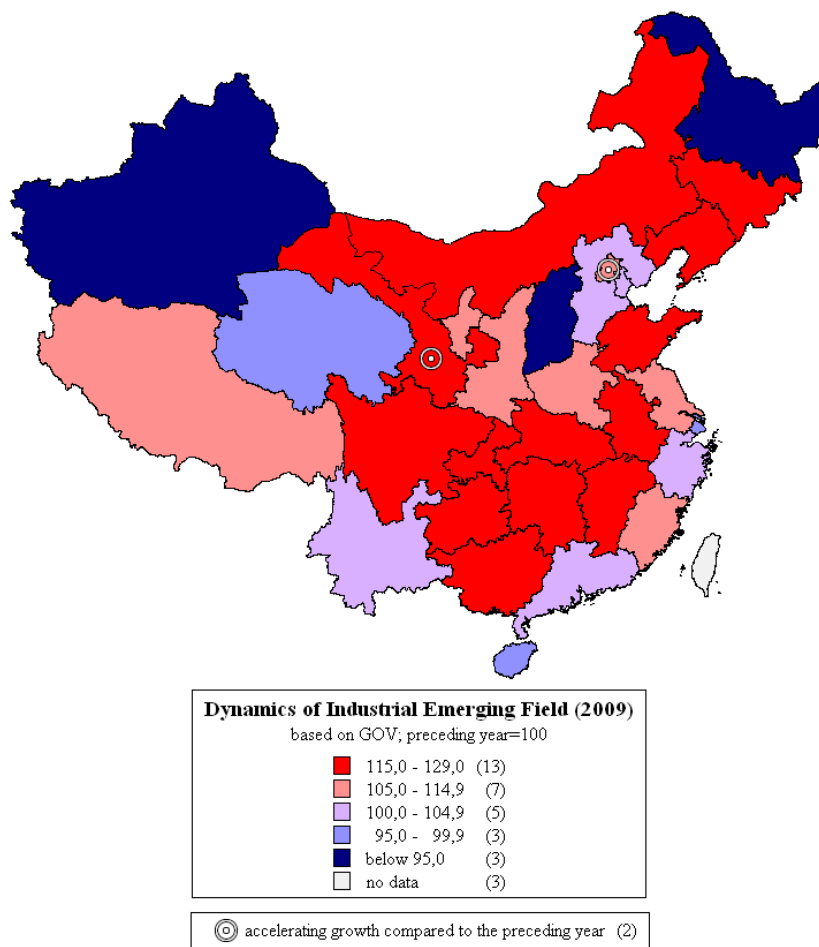 Dynamics of Industrial Emerging Field (2009)
based on GOV; preceding year=100
115,0 - 129,0 (13)
105,0 - 114,9 (7)
100,0 - 104,9 (5)
95,0 - 99,9 (3)
below 95,0 (3)
no data (3)
accelerating growth compared to the preceding year (2)